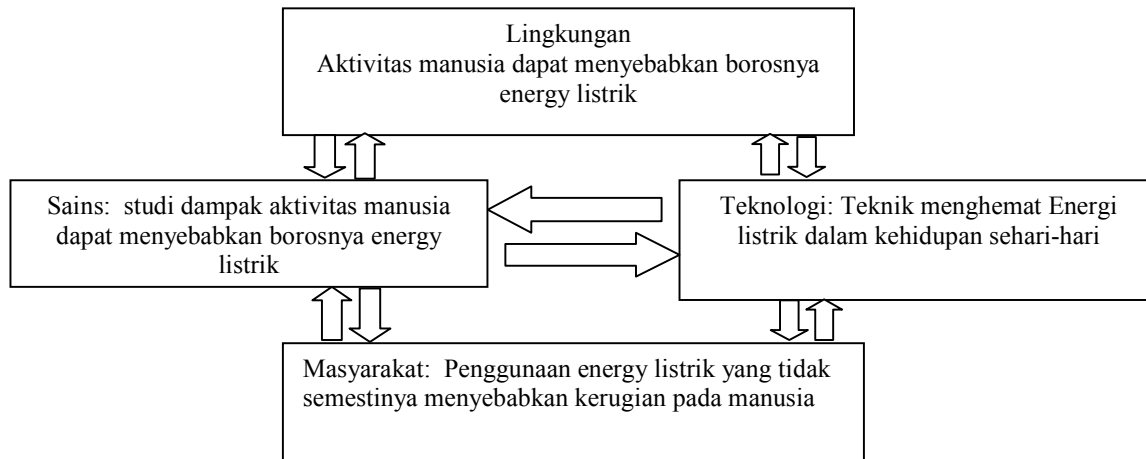 Lingkungan
Aktivitas manusia dapat menyebabkan borosnya
energy listrik
Sains:  studi dampak aktivitas manusia
dapat menyebabkan borosnya energy
listrik
Teknologi: Teknik menghemat Energi
listrik dalam kehidupan sehari-hari
Masyarakat:  Penggunaan energy listrik yang tidak
semestinya menyebabkan kerugian pada manusia